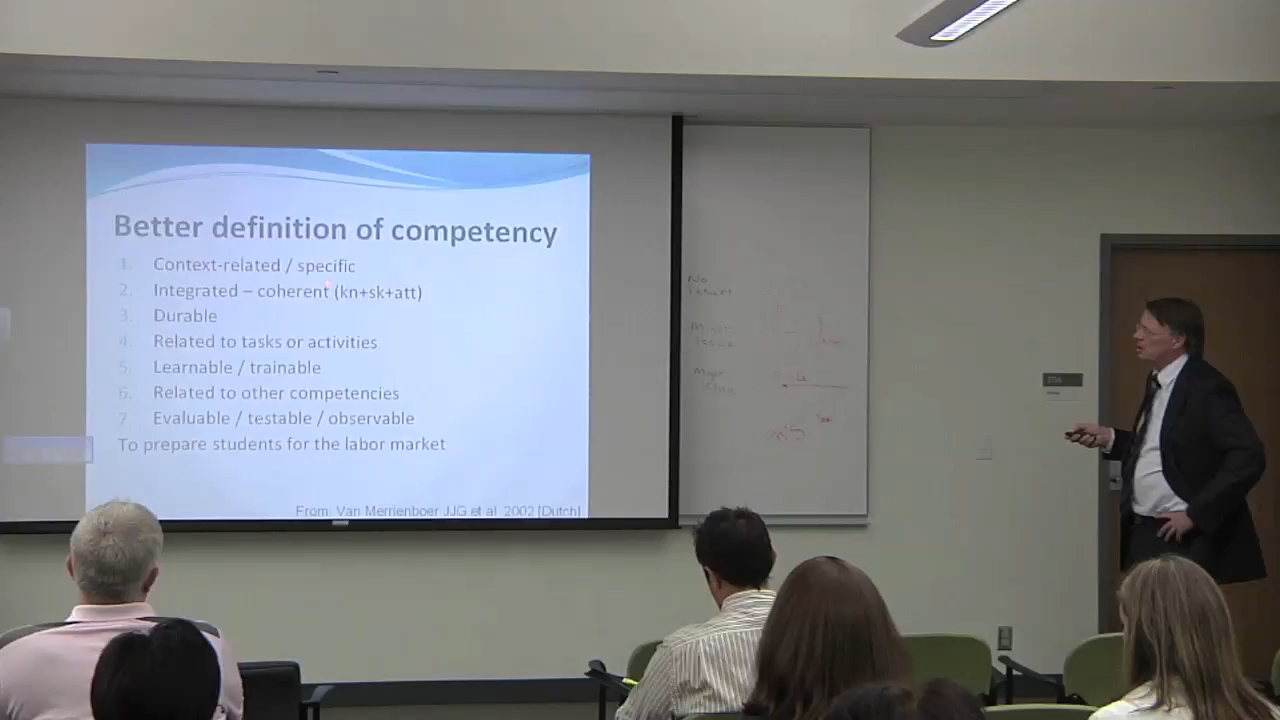 Better definition of competency
1. Context-related / specific
2. Integrated – coherent (kn+sk+att)
3. Durable
4. Related to tasks or activities
5. Learnable / trainable
6. Related to other competencies
7. Evaluable / testable / observable
To prepare students for the labor market
From: Van Merrienboer JJG et al. 2002 [Dutch]
No
issues
Minor
issue
Major
issue